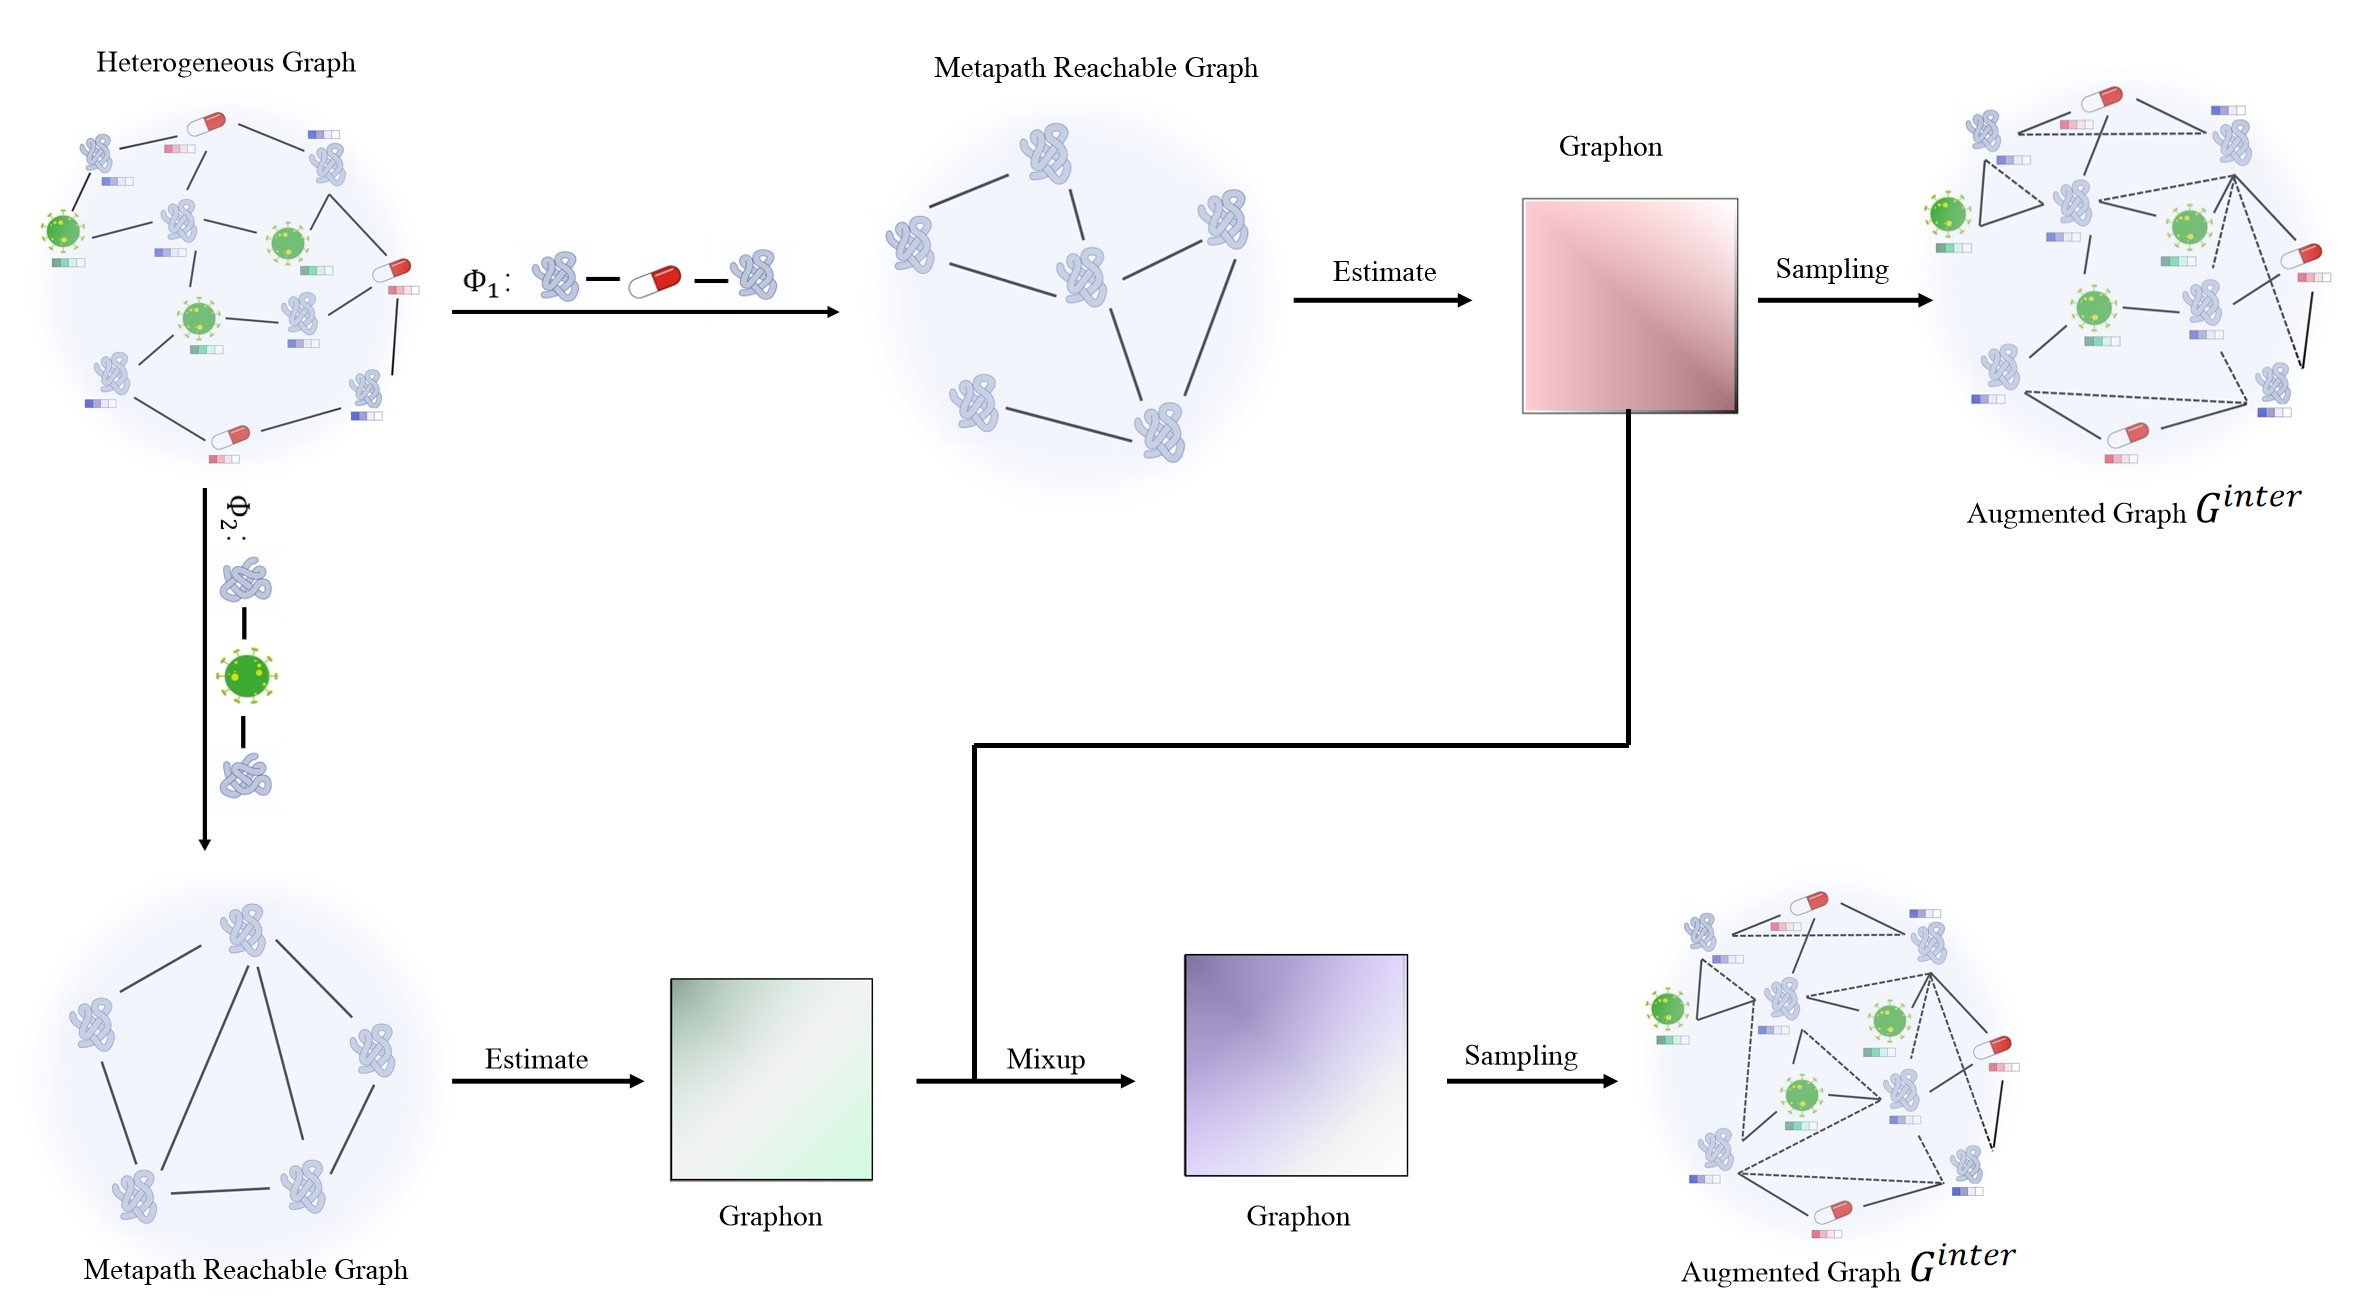 Heterogeneous Graph
Metapath Reachable Graph
Graphon
Φ₁:
Estimate
Sampling
Augmented Graph G^{inter}
Φ₂:
Estimate
Mixup
Sampling
Graphon
Graphon
Metapath Reachable Graph
Augmented Graph G^{inter}